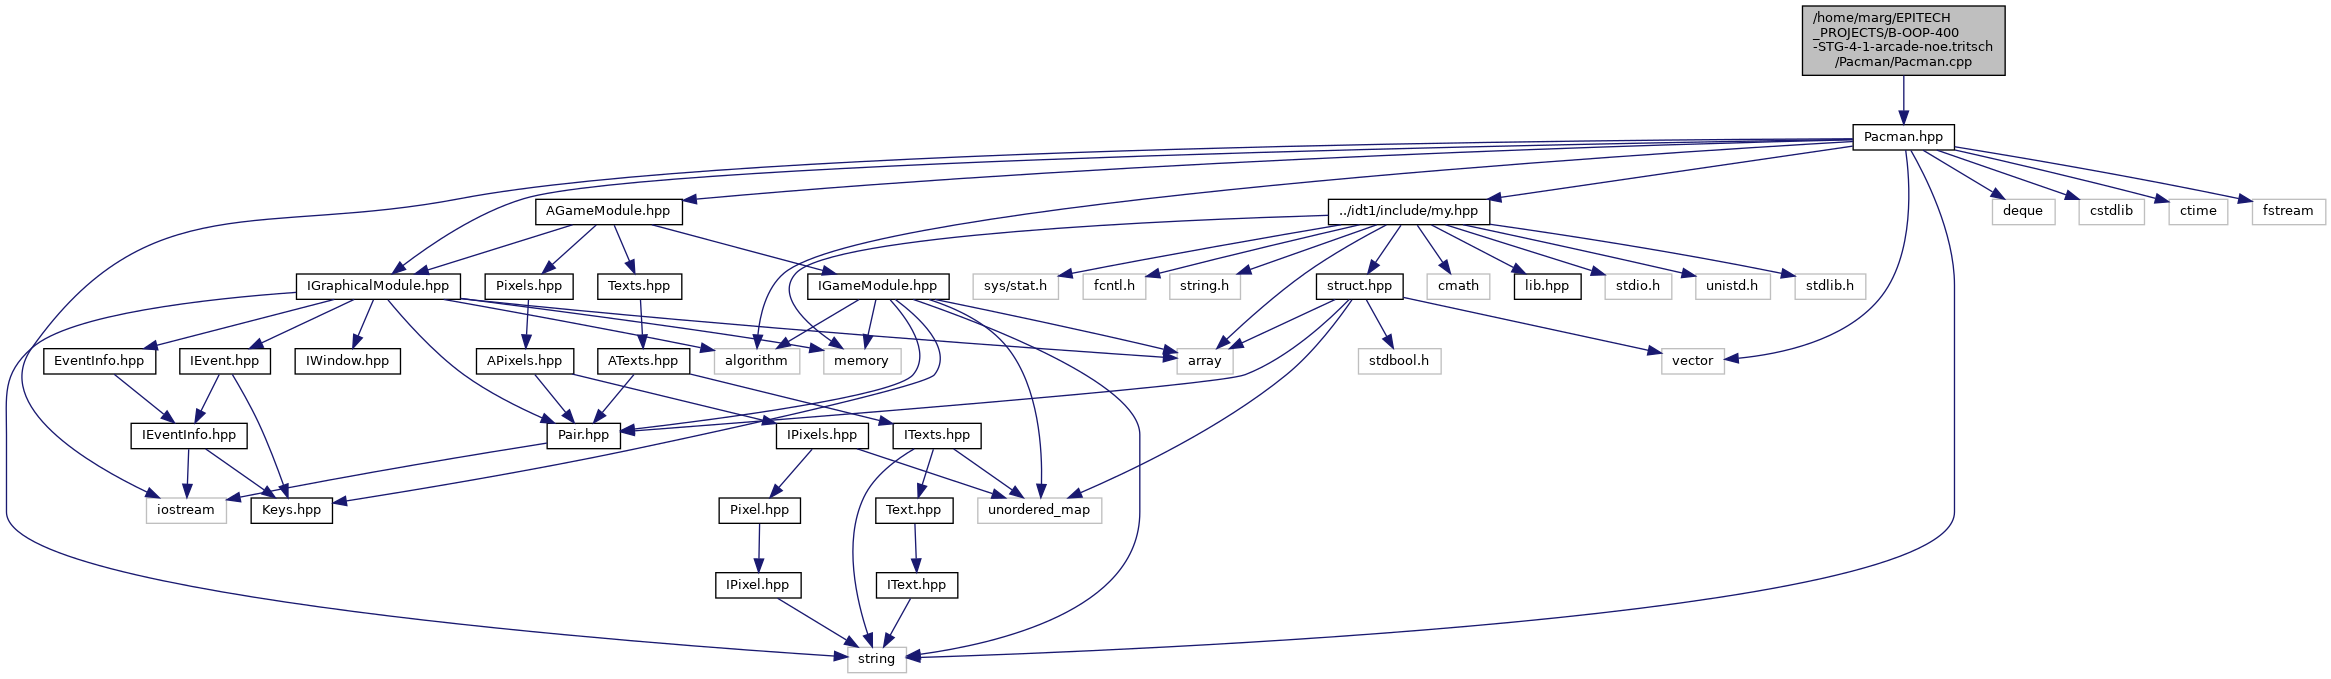 /home/marg/EPITECH
_PROJECTS/B-OOP-400
-STG-4-1-arcade-noe.tritsch
/Pacman/Pacman.cpp
Pacman.hpp
AGameModule.hpp
../idt1/include/my.hpp
deque
cstdlib
ctime
fstream
IGraphicalModule.hpp
Pixels.hpp
Texts.hpp
IGameModule.hpp
sys/stat.h
fcntl.h
string.h
struct.hpp
cmath
lib.hpp
stdio.h
unistd.h
stdlib.h
EventInfo.hpp
IEvent.hpp
IWindow.hpp
APixels.hpp
ATexts.hpp
algorithm
memory
array
stdbool.h
vector
IEventInfo.hpp
Pair.hpp
IPixels.hpp
ITexts.hpp
iostream
Keys.hpp
Pixel.hpp
Text.hpp
unordered_map
IPixel.hpp
IText.hpp
string